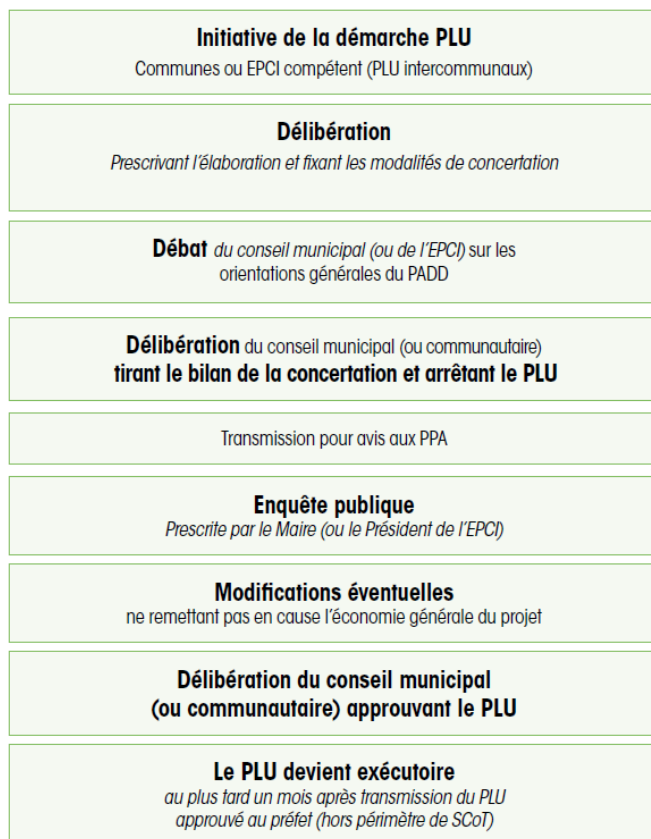 Initiative de la démarche PLU
Communes ou EPCI compétent (PLU intercommunaux)
Délibération
Prescrivant l’élaboration et fixant les modalités de concertation
Débat du conseil municipal (ou de l’EPCI) sur les
orientations générales du PADD
Délibération du conseil municipal (ou communautaire)
tirant le bilan de la concertation et arrêtant le PLU
Transmission pour avis aux PPA
Enquête publique
Prescrite par le Maire (ou le Président de l’EPCI)
Modifications éventuelles
ne remettant pas en cause l’économie générale du projet
Délibération du conseil municipal
(ou communautaire) approuvant le PLU
Le PLU devient exécutoire
au plus tard un mois après transmission du PLU
approuvé au préfet (hors périmètre de SCoT)